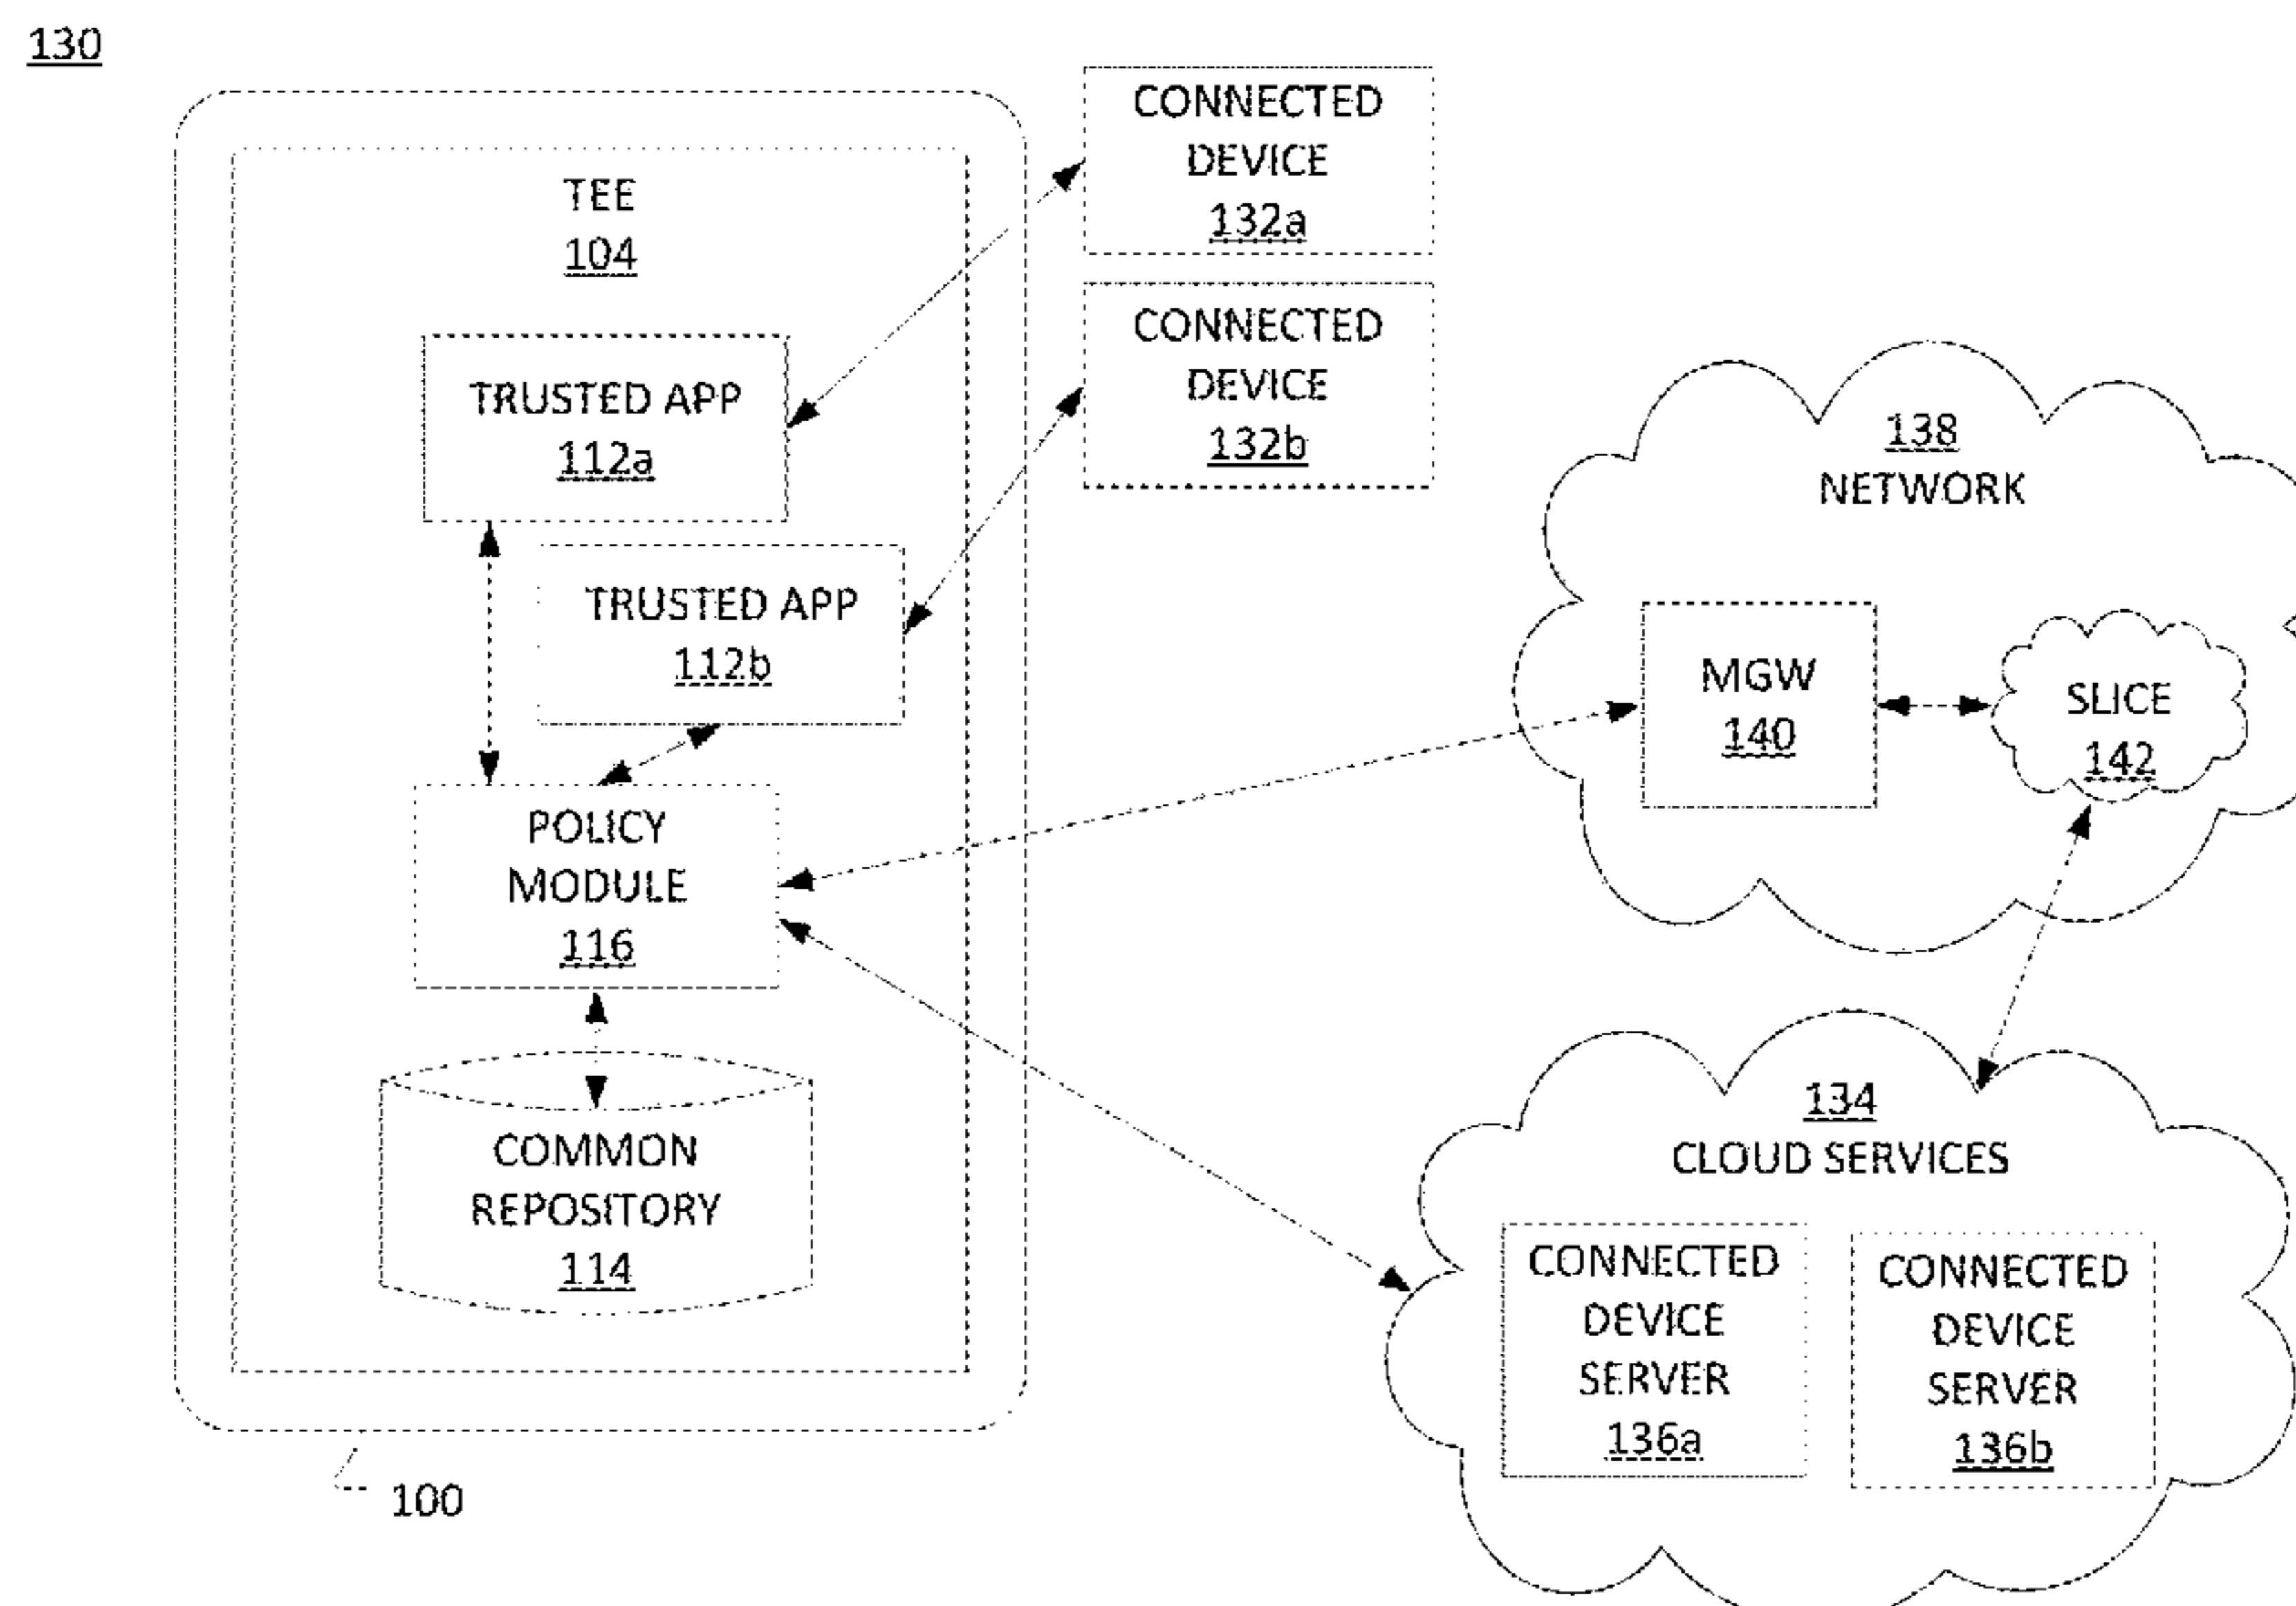 130
TEE
104
TRUSTED APP
112a
TRUSTED APP
112b
POLICY
MODULE
116
COMMON
REPOSITORY
114
100
CONNECTED
DEVICE
132a
CONNECTED
DEVICE
132b
138
NETWORK
MGW
140
SLICE
142
134
CLOUD SERVICES
CONNECTED
DEVICE
SERVER
136a
CONNECTED
DEVICE
SERVER
136b